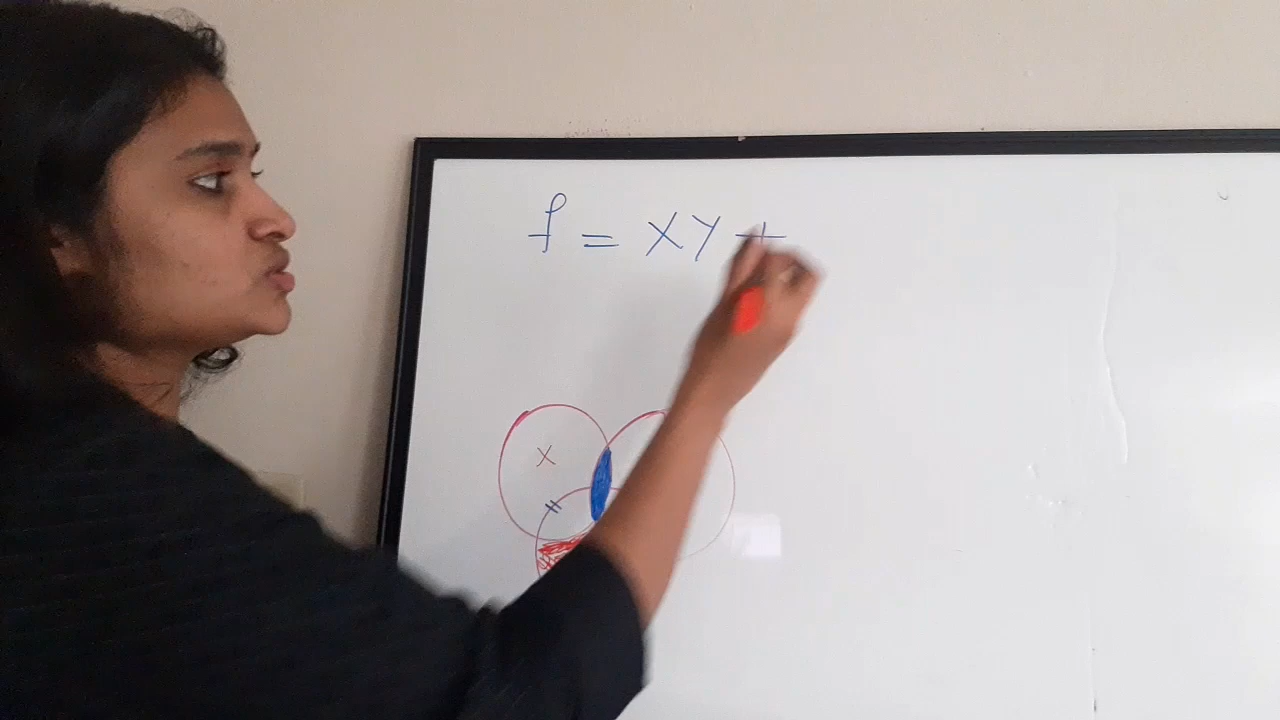 f = XY +
X